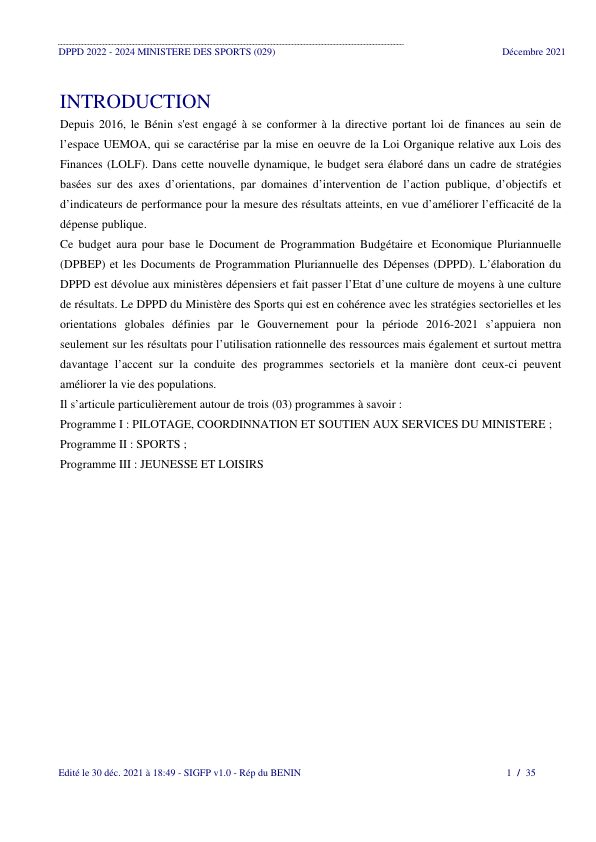 DPPD 2022 - 2024 MINISTERE DES SPORTS (029) Décembre 2021
INTRODUCTION
Depuis 2016, le Bénin s'est engagé à se conformer à la directive portant loi de finances au sein de
l’espace UEMOA, qui se caractérise par la mise en oeuvre de la Loi Organique relative aux Lois des
Finances (LOLF). Dans cette nouvelle dynamique, le budget sera élaboré dans un cadre de stratégies
basées sur des axes d’orientations, par domaines d’intervention de l’action publique, d’objectifs et
d’indicateurs de performance pour la mesure des résultats atteints, en vue d’améliorer l’efficacité de la
dépense publique.
Ce budget aura pour base le Document de Programmation Budgétaire et Economique Pluriannuelle
(DPBEP) et les Documents de Programmation Pluriannuelle des Dépenses (DPPD). L’élaboration du
DPPD est dévolue aux ministères dépensiers et fait passer l’Etat d’une culture de moyens à une culture
de résultats. Le DPPD du Ministère des Sports qui est en cohérence avec les stratégies sectorielles et les
orientations globales définies par le Gouvernement pour la période 2016-2021 s’appuiera non
seulement sur les résultats pour l’utilisation rationnelle des ressources mais également et surtout mettra
davantage l’accent sur la conduite des programmes sectoriels et la manière dont ceux-ci peuvent
améliorer la vie des populations.
Il s’articule particulièrement autour de trois (03) programmes à savoir :
Programme I : PILOTAGE, COORDINNATION ET SOUTIEN AUX SERVICES DU MINISTERE ;
Programme II : SPORTS ;
Programme III : JEUNESSE ET LOISIRS
Edité le 30 déc. 2021 à 18:49 - SIGFP v1.0 - Rép du BENIN 1 / 35